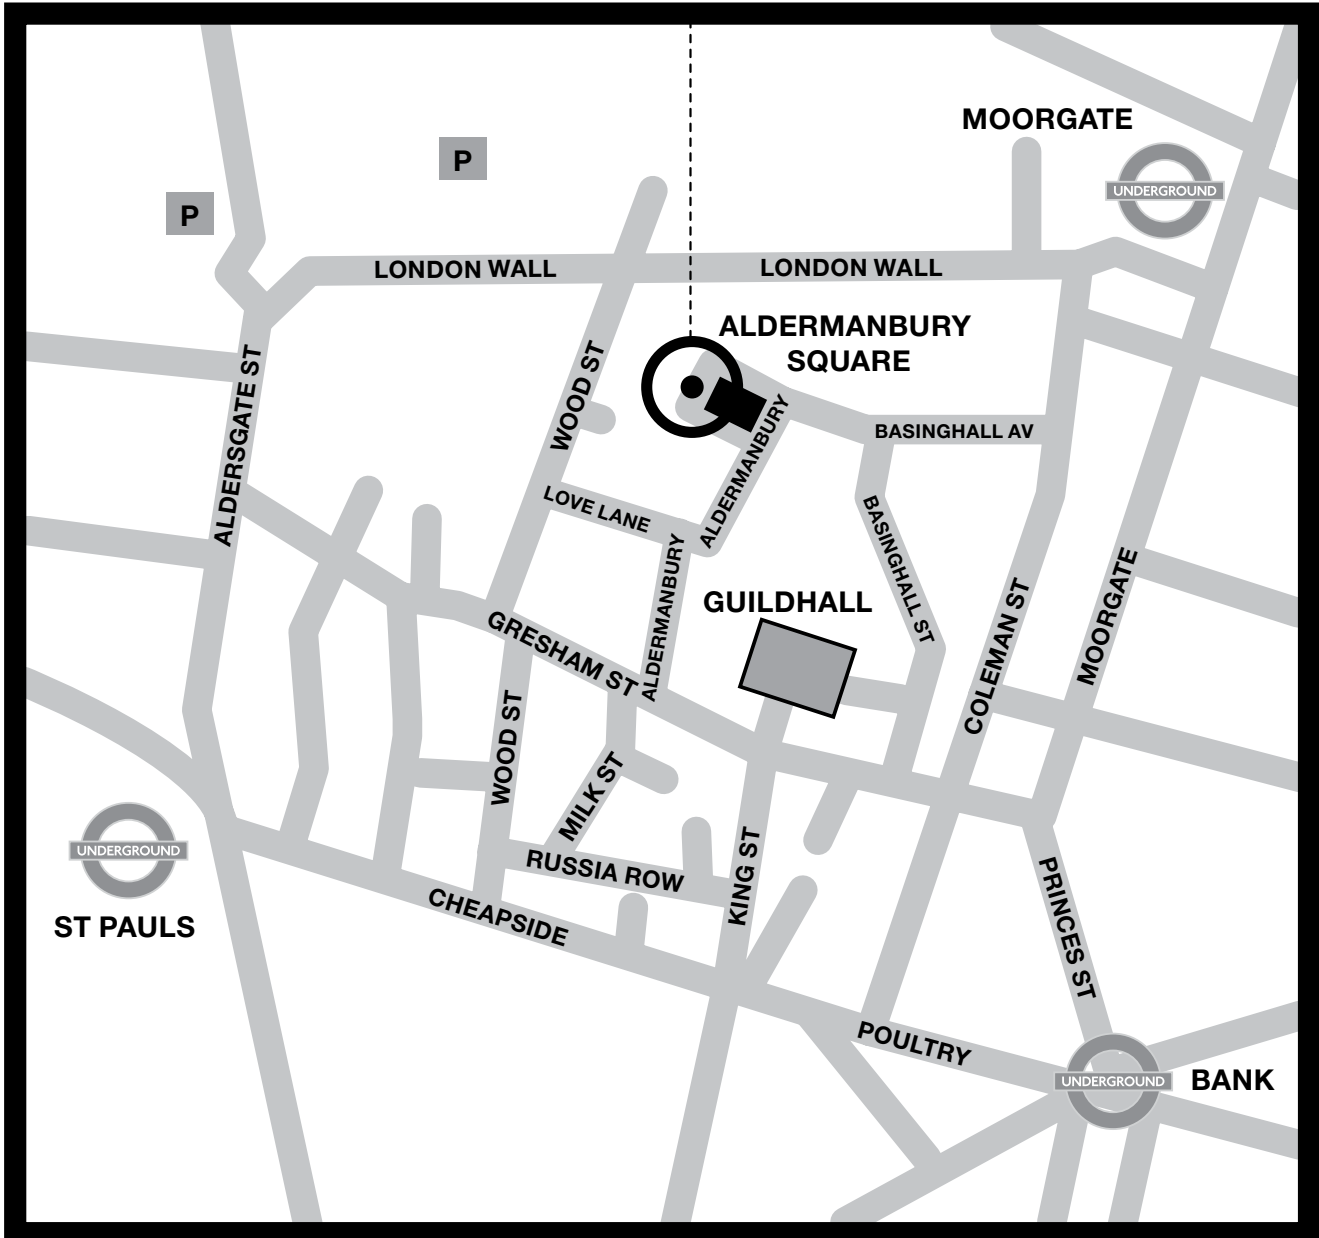 MOORGATE
P
UNDERGROUND
P
LONDON WALL
LONDON WALL
ALDERMANBURY
SQUARE
WOOD ST
ALDERSGATE ST
ALDERMANBURY
BASINGHALL AV
LOVE LANE
BASINGHALL ST
ALDERMANBURY
GUILDHALL
COLEMAN ST
MOORGATE
GRESHAM ST
WOOD ST
MILK ST
KING ST
RUSSIA ROW
UNDERGROUND
ST PAULS
CHEAPSIDE
PRINCES ST
POULTRY
UNDERGROUND
BANK